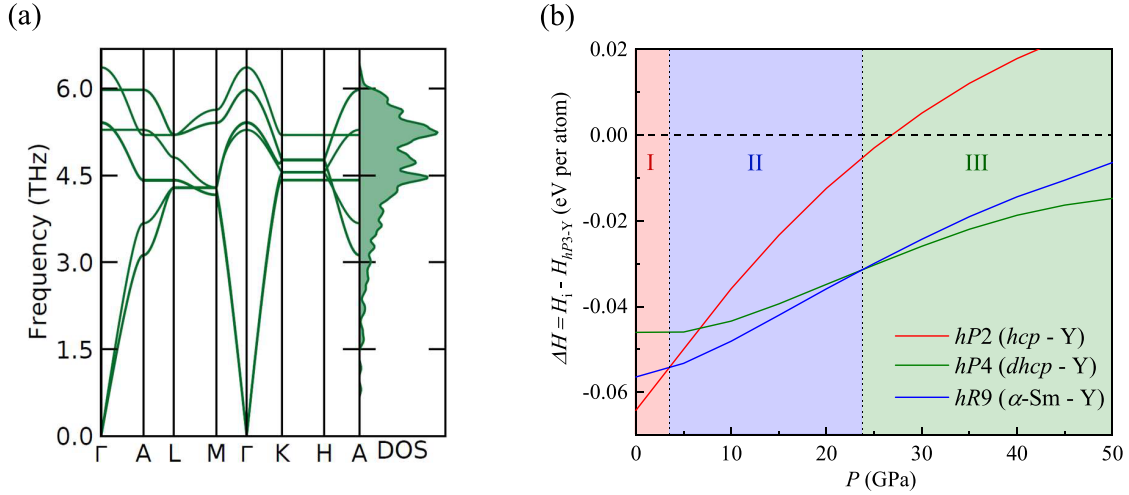 (a)
Frequency (THz)
6.0
4.5
3.0
1.5
0.0
Γ A L M Γ K H A DOS
(b)
ΔH = H_i - H_hP3-Y (eV per atom)
0.02
0.00
-0.02
-0.04
-0.06
I II III
hP2 (hcp - Y)
hP4 (dhcp - Y)
hR9 (α-Sm - Y)
0 10 20 30 40 50
P (GPa)